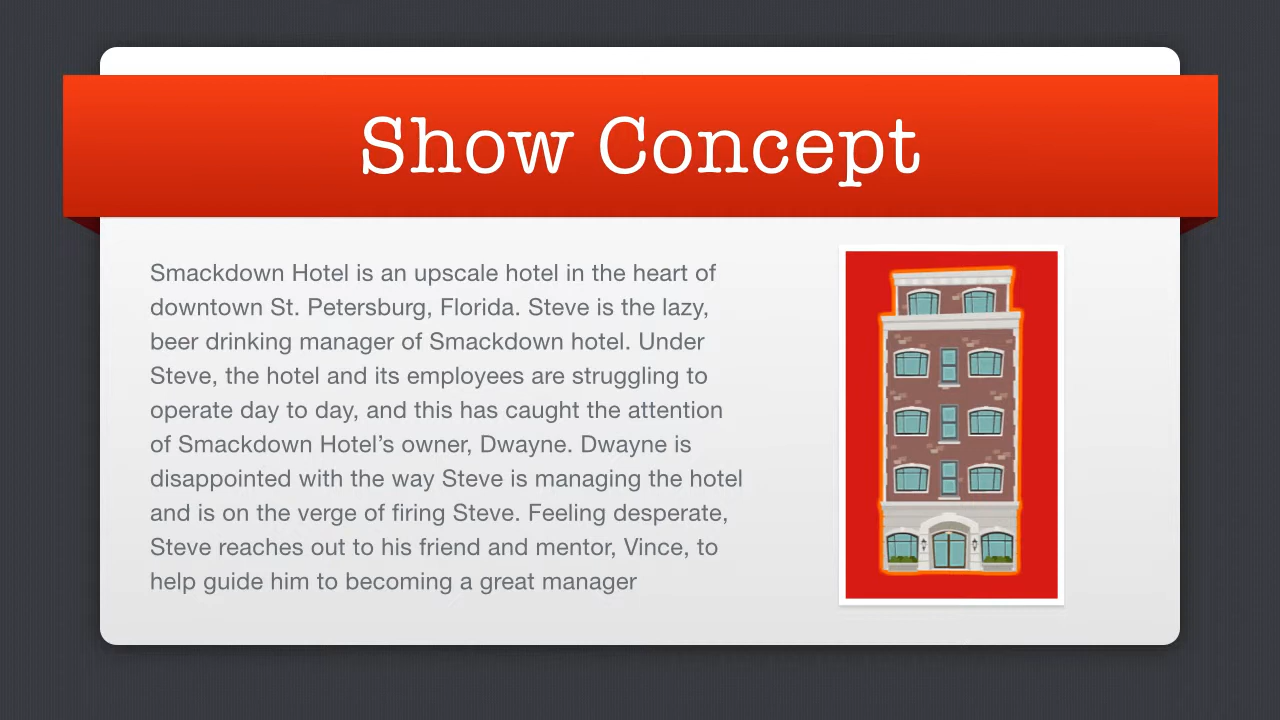 Show Concept
Smackdown Hotel is an upscale hotel in the heart of
downtown St. Petersburg, Florida. Steve is the lazy,
beer drinking manager of Smackdown hotel. Under
Steve, the hotel and its employees are struggling to
operate day to day, and this has caught the attention
of Smackdown Hotel’s owner, Dwayne. Dwayne is
disappointed with the way Steve is managing the hotel
and is on the verge of firing Steve. Feeling desperate,
Steve reaches out to his friend and mentor, Vince, to
help guide him to becoming a great manager